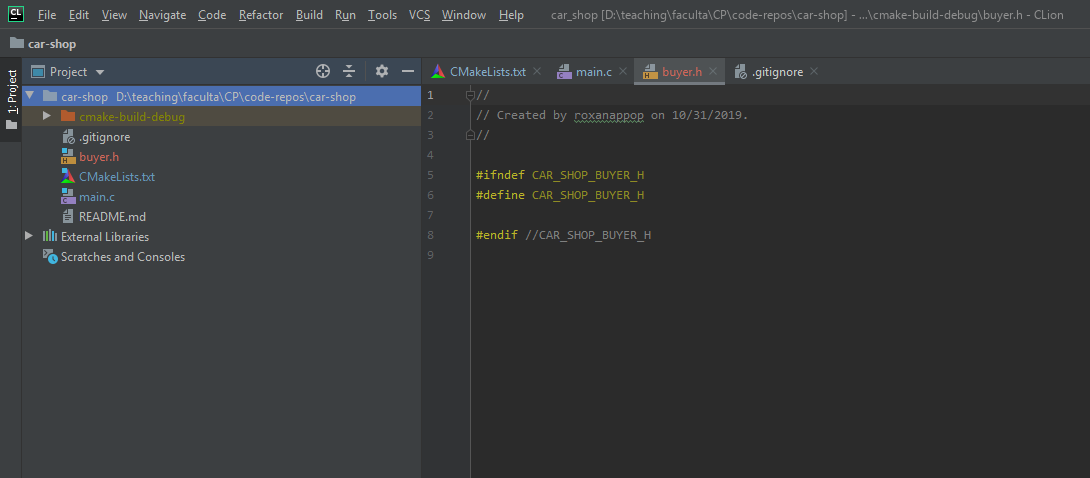 CL File Edit View Navigate Code Refactor Build Run Tools VCS Window Help car_shop [D:\teaching\faculta\CP\code-repos\car-shop] - ...\cmake-build-debug\buyer.h - CLion
car-shop
1: Project
Project
car-shop D:\teaching\faculta\CP\code-repos\car-shop
cmake-build-debug
.gitignore
buyer.h
CMakeLists.txt
main.c
README.md
External Libraries
Scratches and Consoles
CMakeLists.txt main.c buyer.h .gitignore
1 //
2 // Created by roxanappop on 10/31/2019.
3 //
4
5 #ifndef CAR_SHOP_BUYER_H
6 #define CAR_SHOP_BUYER_H
7
8 #endif //CAR_SHOP_BUYER_H
9